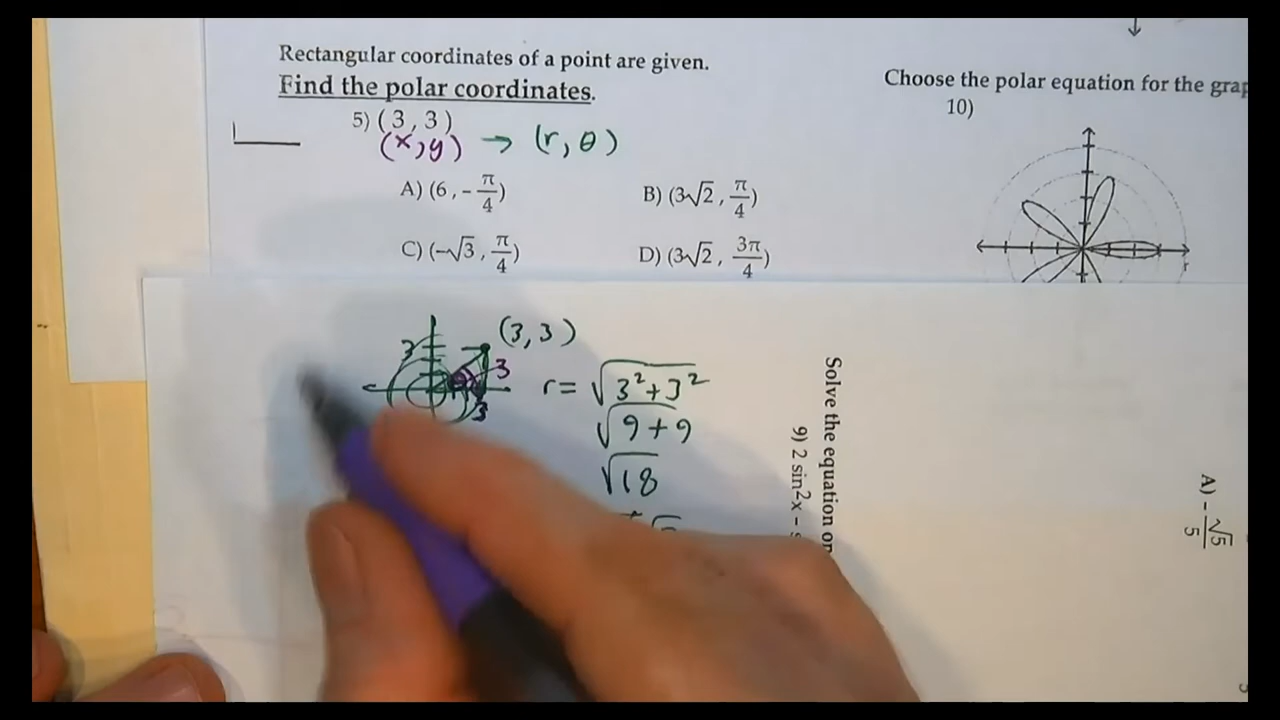 Rectangular coordinates of a point are given.
Find the polar coordinates.
5) (3, 3)
(x,y) → (r, θ)
A) (6, -π/4)
B) (3√2, π/4)
C) (-√3, π/4)
D) (3√2, 3π/4)
Choose the polar equation for the
10)
r
(3,3)
3
3
3
r= √3²+3²
√9+9
√18
Solve the equation
9) 2 sin²x -
A) -√5/5